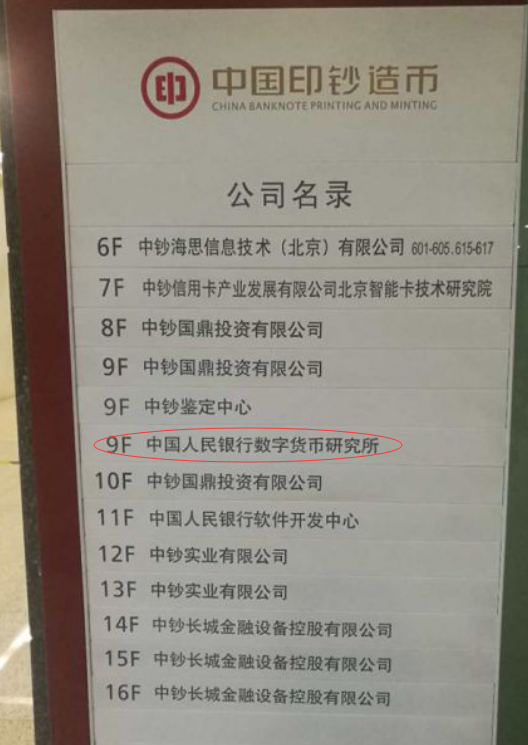 中国印钞造币
CHINA BANKNOTE PRINTING AND MINTING
公司名录
6F 中钞海思信息技术（北京）有限公司 601-605.615-617
7F 中钞信用卡产业发展有限公司北京智能卡技术研究院
8F 中钞国鼎投资有限公司
9F 中钞国鼎投资有限公司
9F 中钞鉴定中心
9F 中国人民银行数字货币研究所
10F 中钞国鼎投资有限公司
11F 中国人民银行软件开发中心
12F 中钞实业有限公司
13F 中钞实业有限公司
14F 中钞长城金融设备控股有限公司
15F 中钞长城金融设备控股有限公司
16F 中钞长城金融设备控股有限公司